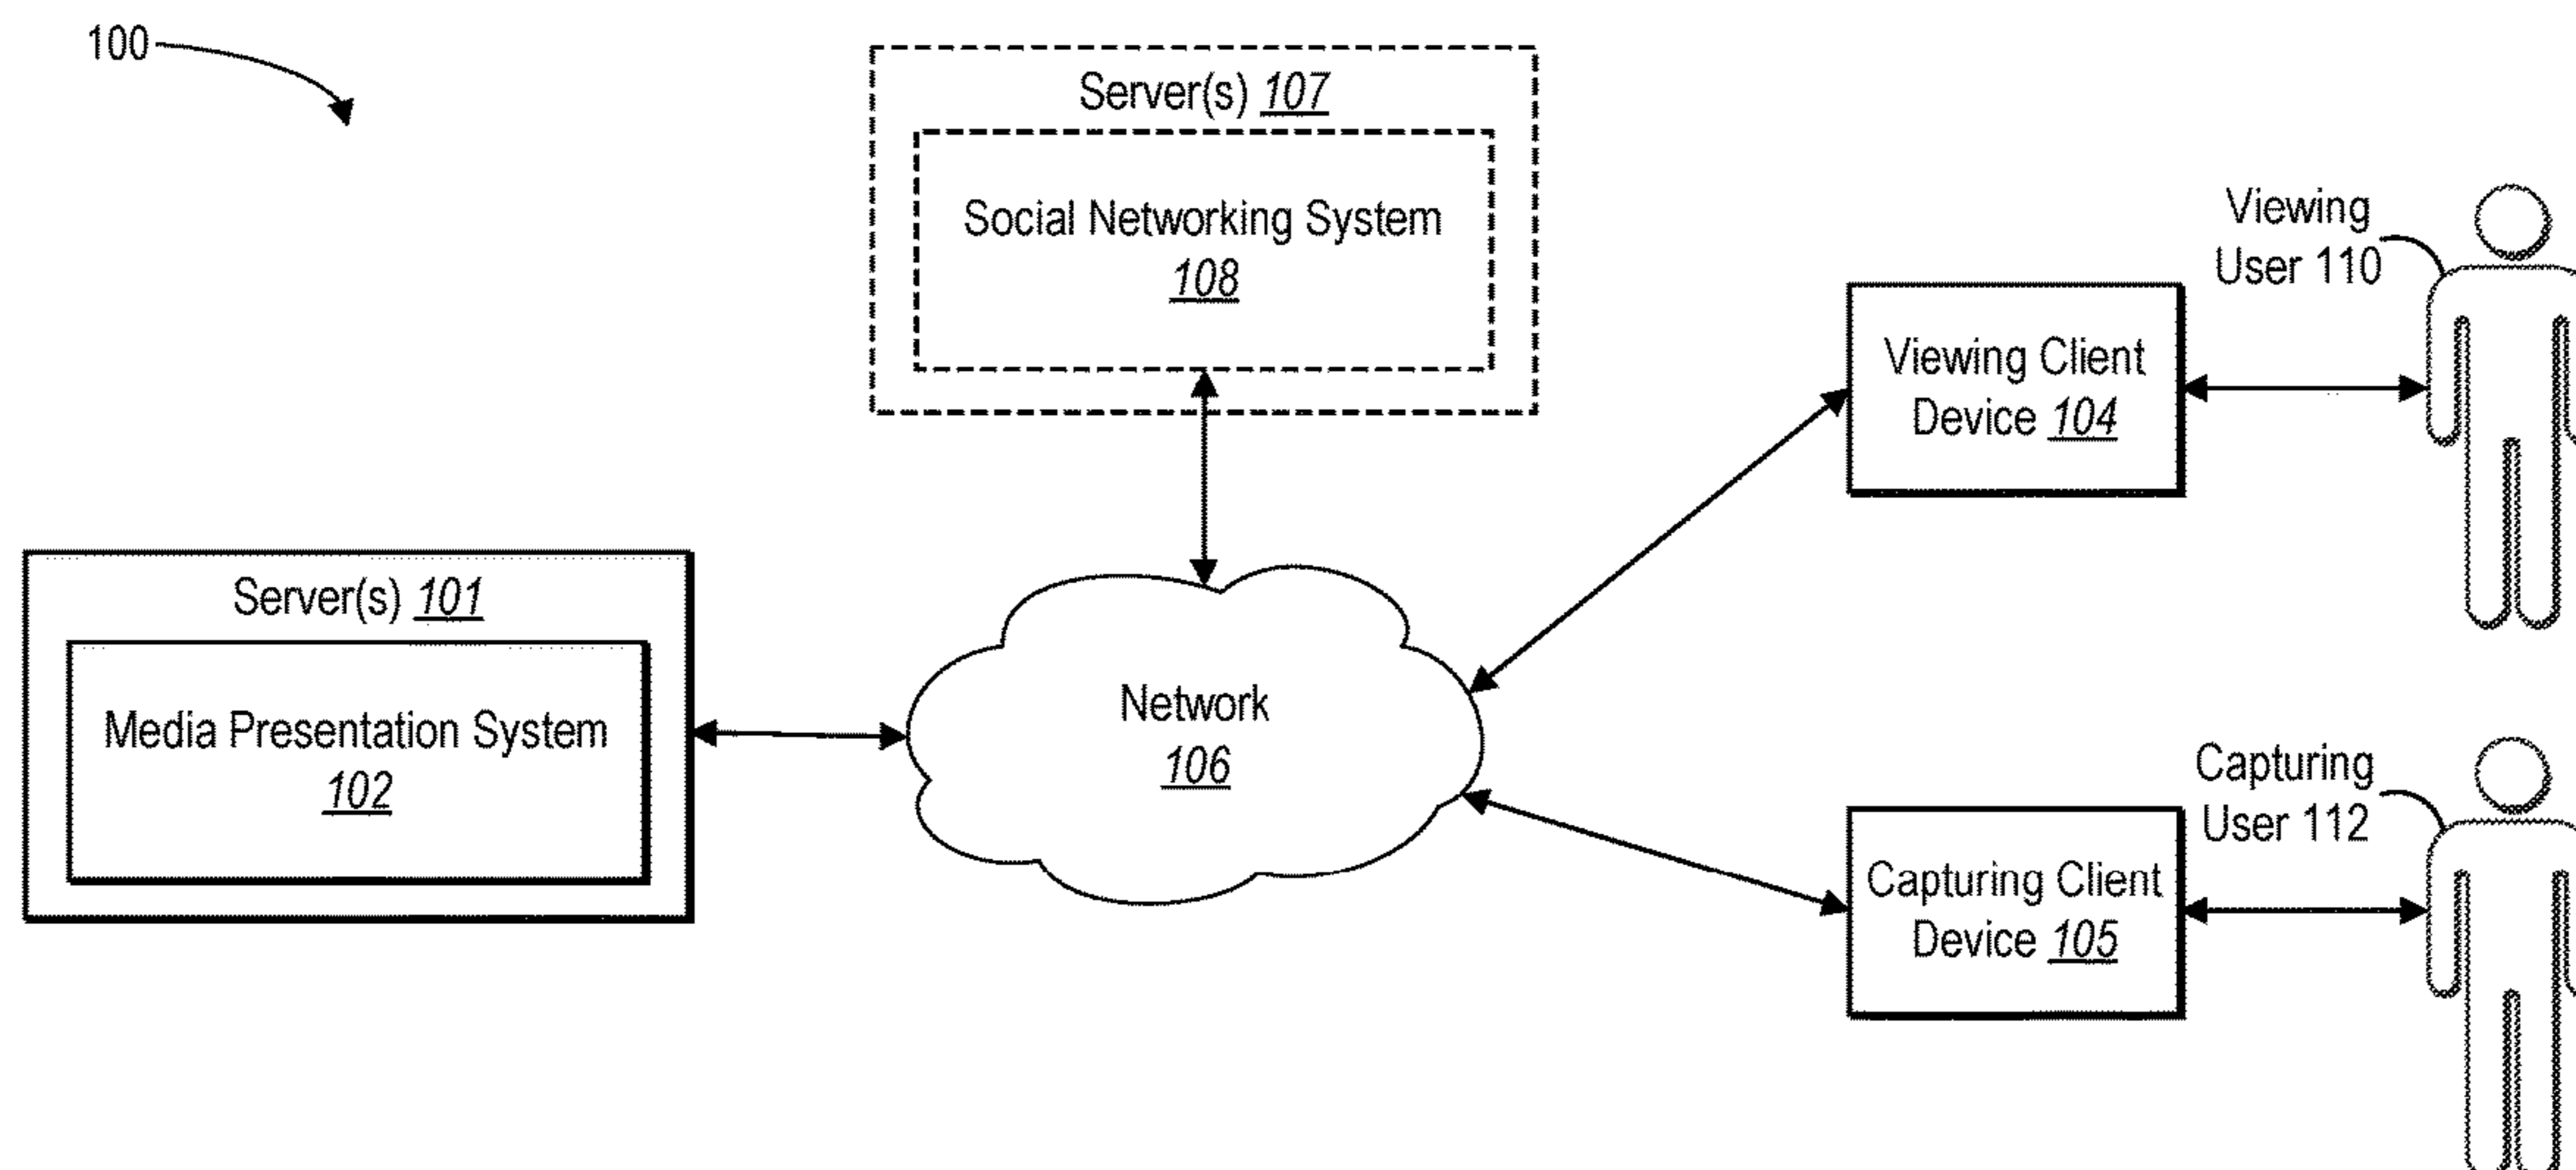 100
Server(s) 107
Social Networking System
108
Viewing
User 110
Viewing Client
Device 104
Server(s) 101
Media Presentation System
102
Network
106
Capturing
User 112
Capturing Client
Device 105